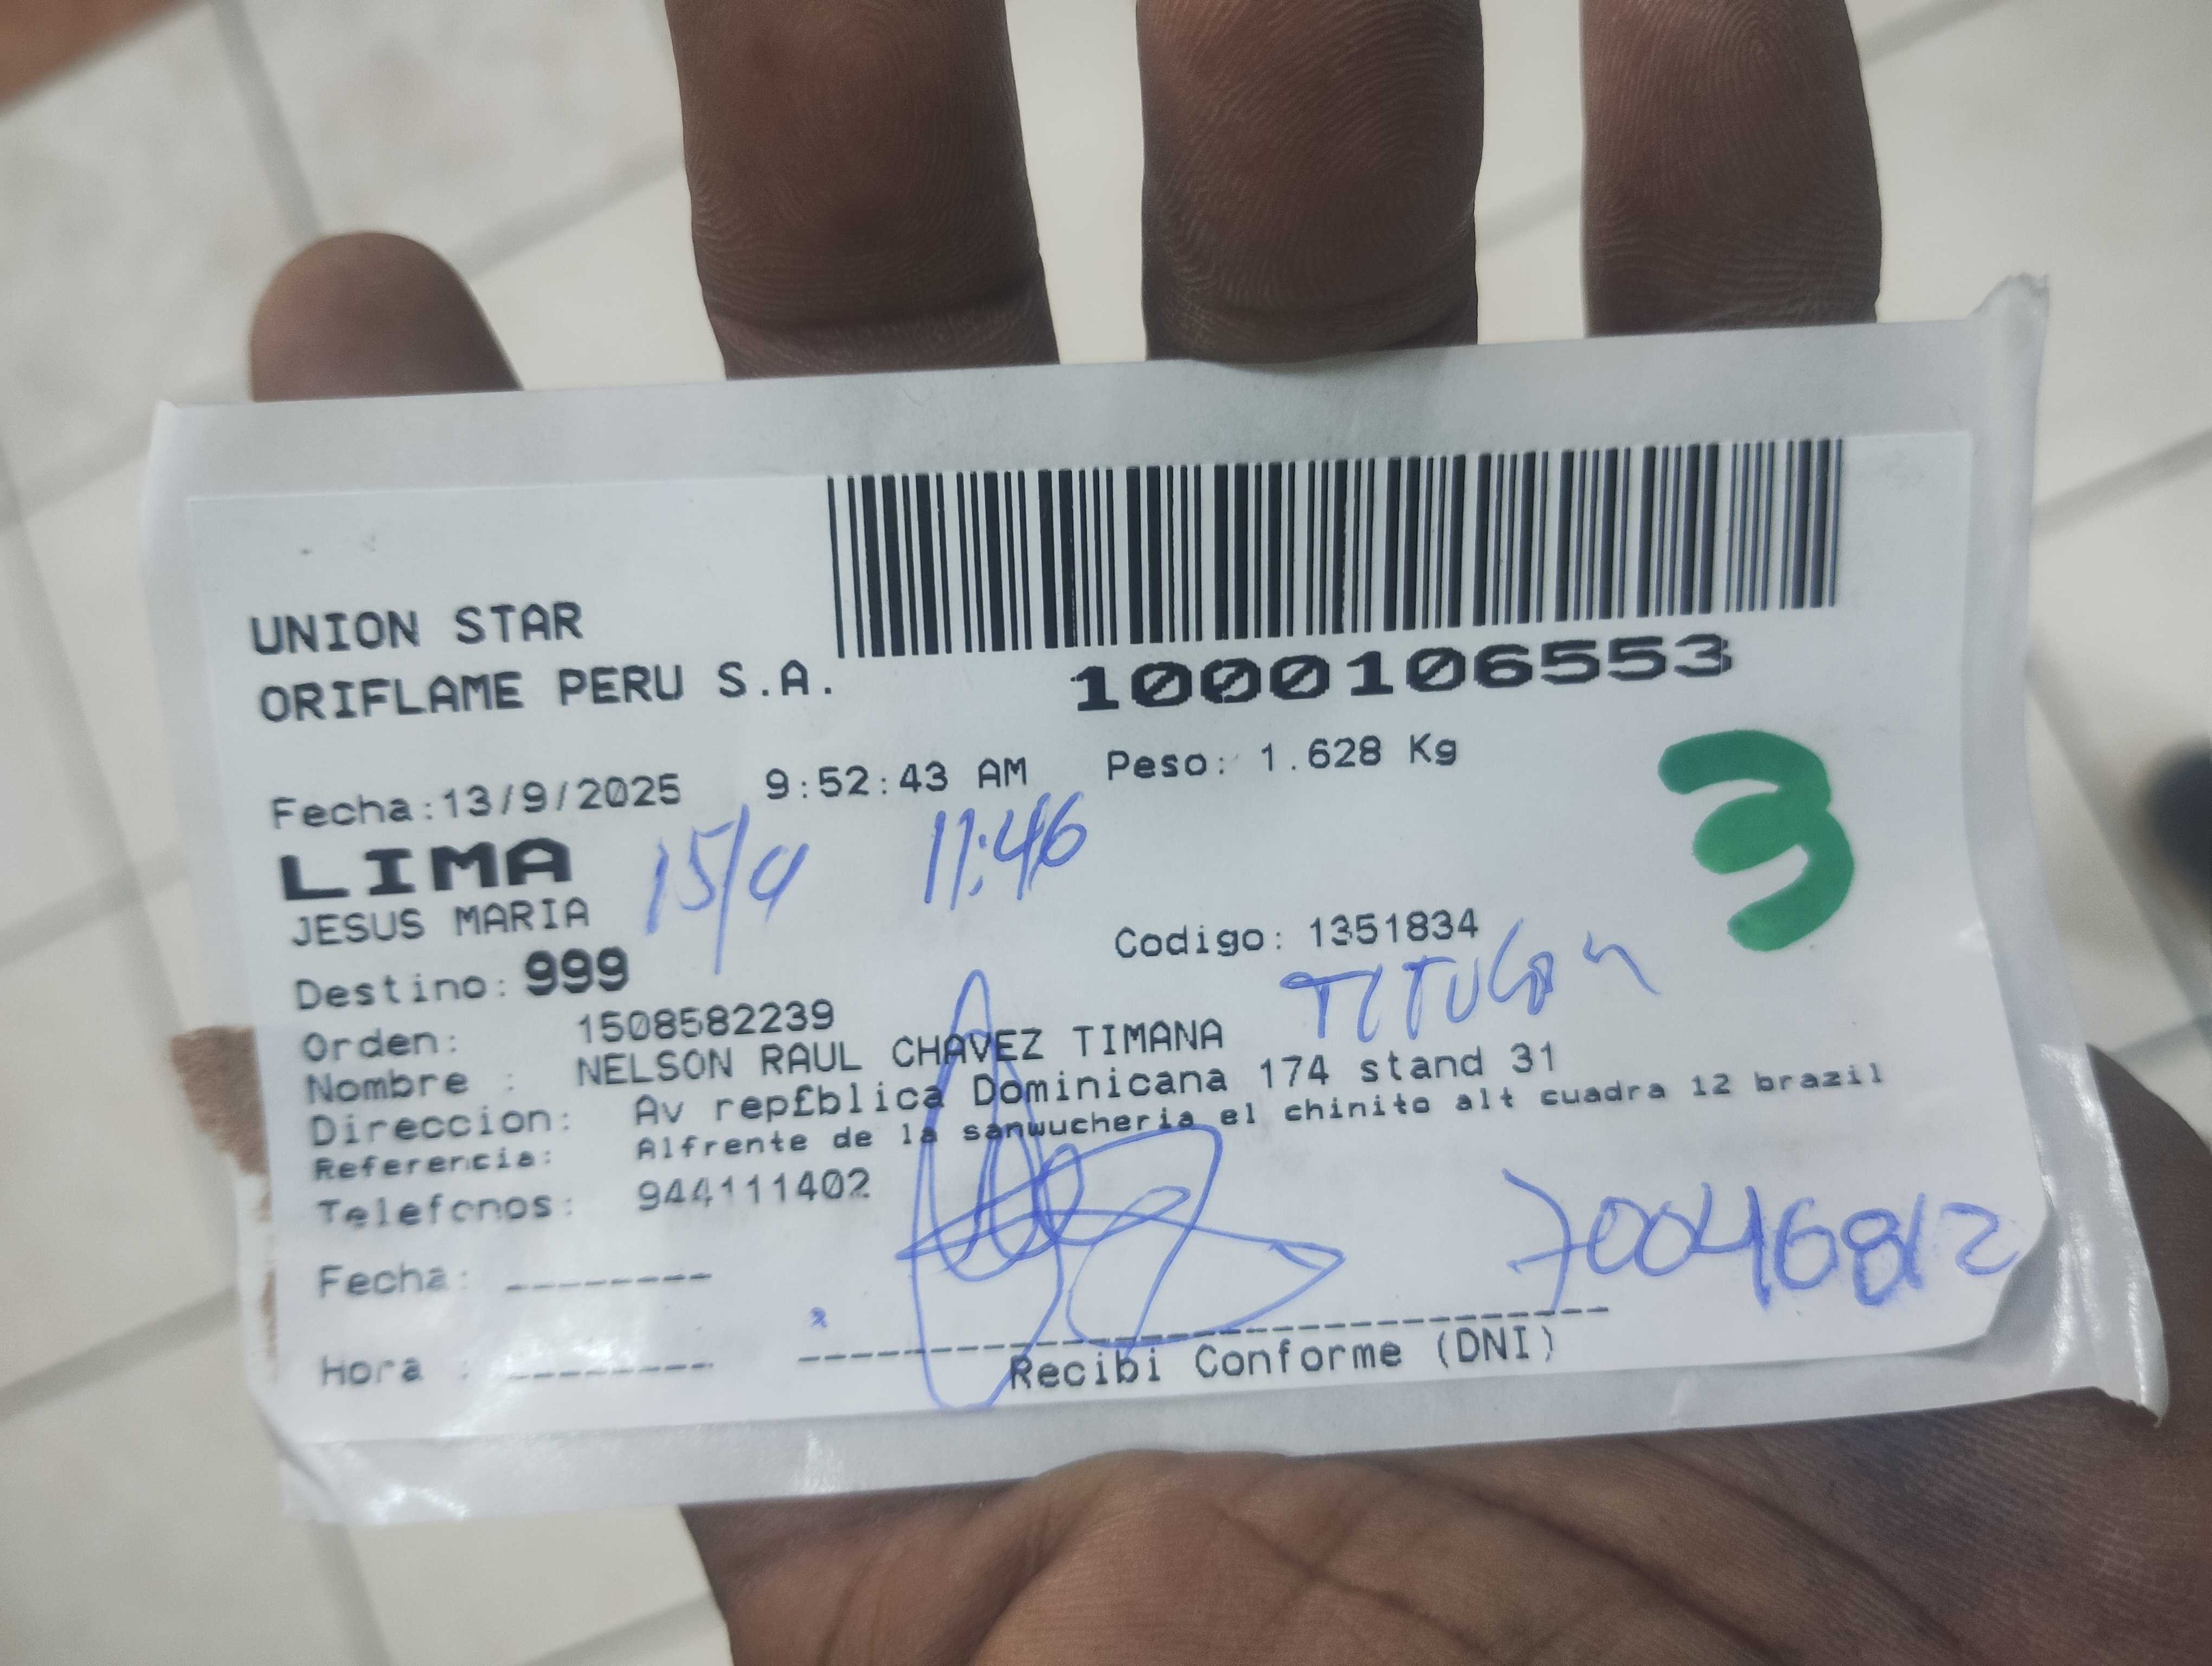 UNION STAR
ORIFLAME PERU S.A.
1000106553
Fecha:13/9/2025 9:52:43 AM Peso: 1.628 Kg
LIMA
15/9 11:46
3
JESUS MARIA
Codigo: 1351834
Destino: 999
TITULAR
Orden: 1508582239
Nombre : NELSON RAUL CHAVEZ TIMANA
Direccion: Av rep£blica Dominicana 174 stand 31
Referencia: Alfrente de la sanwucheria el chinito alt cuadra 12 brazil
Telefonos: 944111402
70046812
Fecha: --------
Hora : --------
Recibi Conforme (DNI)